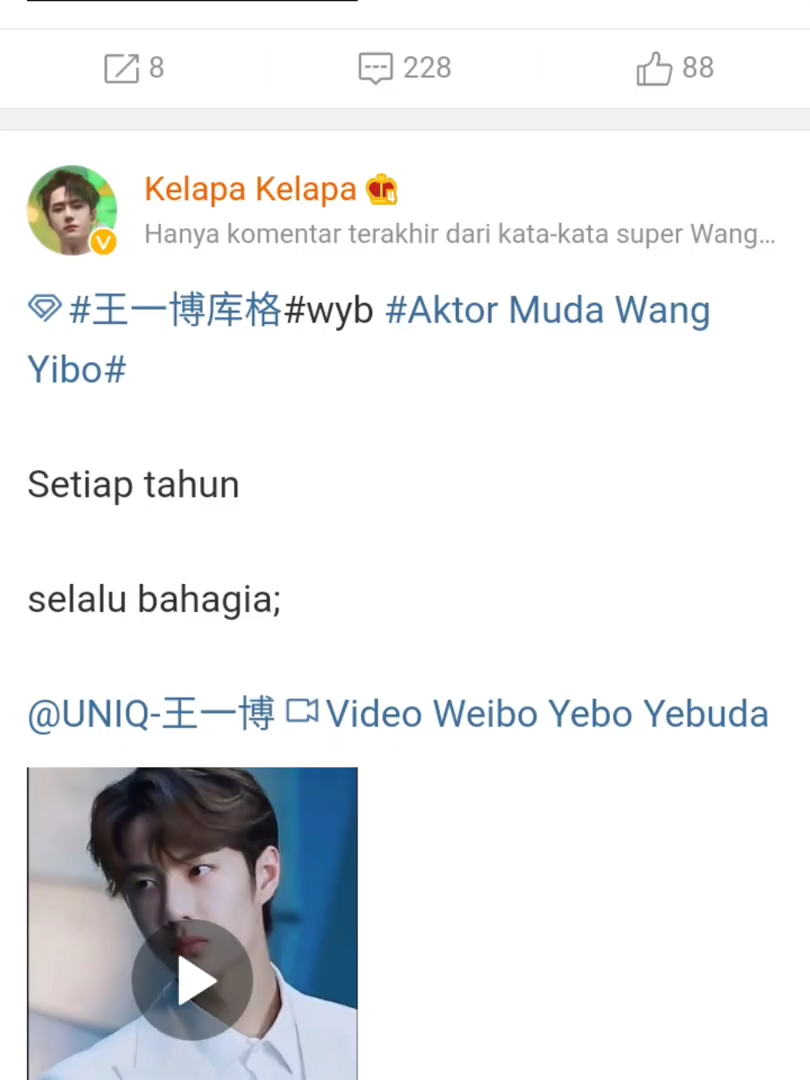 8
228
88
Kelapa Kelapa
Hanya komentar terakhir dari kata-kata super Wang...
#王一博库格#wyb #Aktor Muda Wang
Yibo#
Setiap tahun
selalu bahagia;
@UNIQ-王一博 Video Weibo Yebo Yebuda